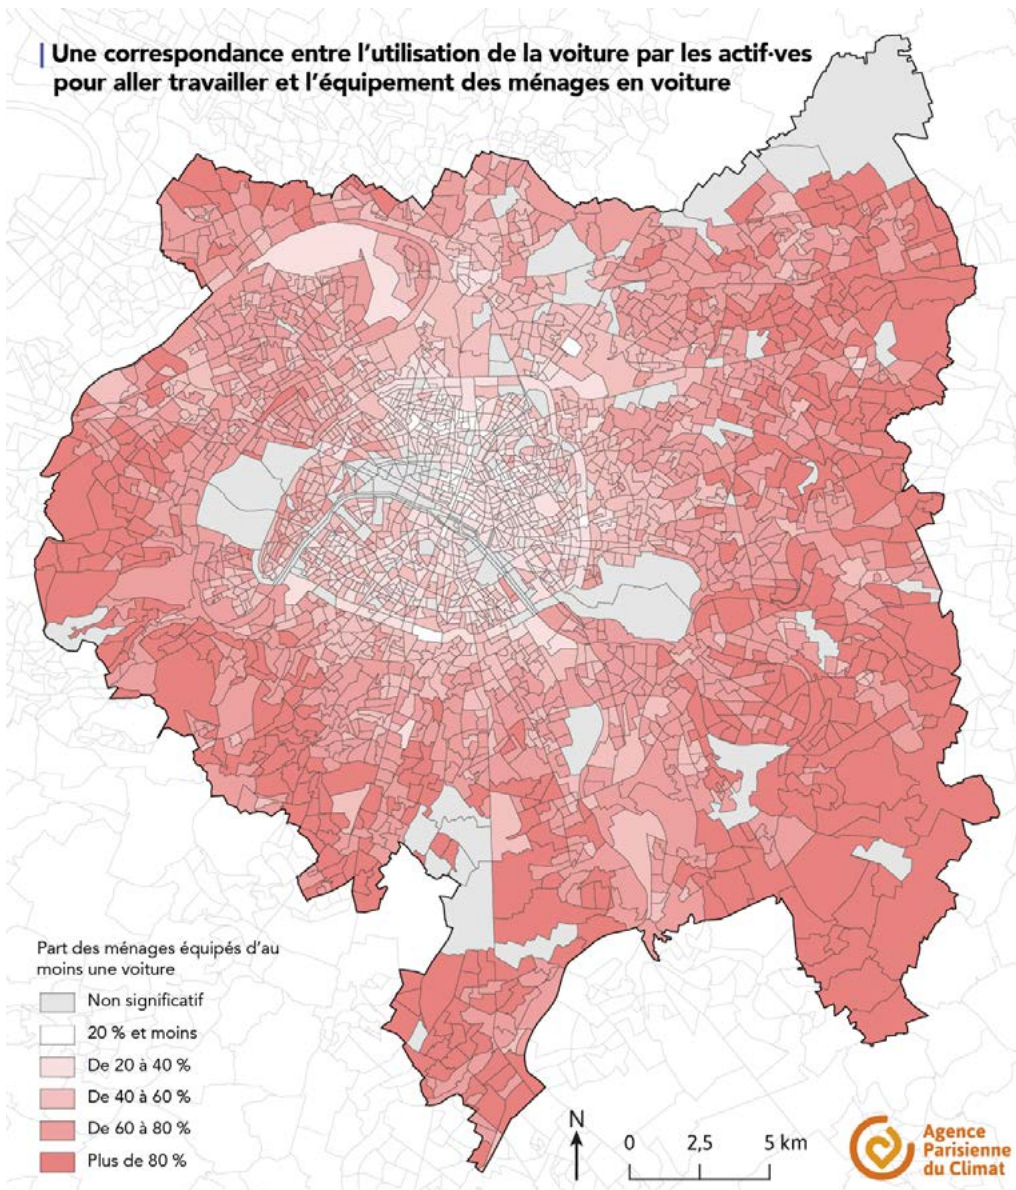 Une correspondance entre l'utilisation de la voiture par les actif·ves
pour aller travailler et l'équipement des ménages en voiture
Part des ménages équipés d'au
moins une voiture
Non significatif
20 % et moins
De 20 à 40 %
De 40 à 60 %
De 60 à 80 %
Plus de 80 %
N
0 2,5 5 km
Agence
Parisienne
du Climat